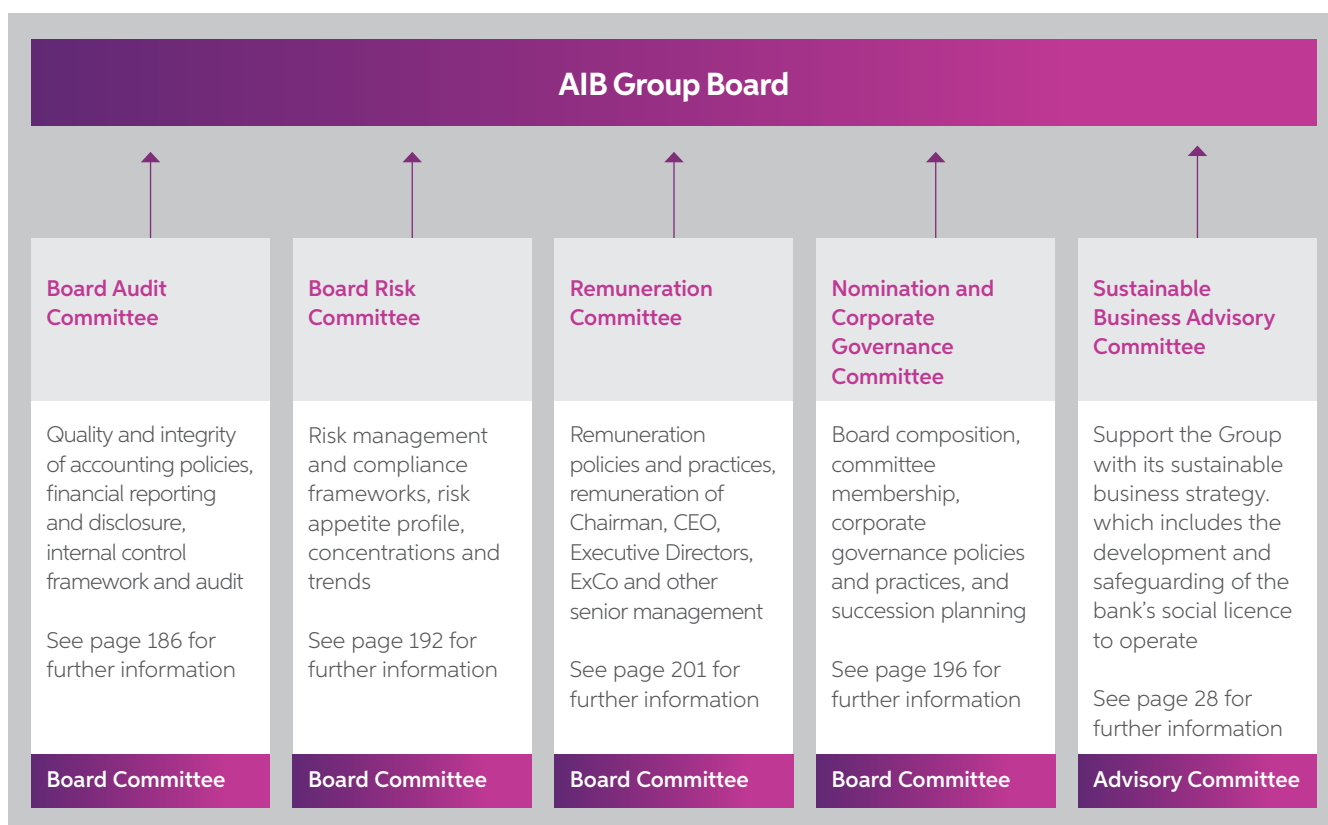 AIB Group Board
Board Audit
Committee
Quality and integrity
of accounting policies,
financial reporting
and disclosure,
internal control
framework and audit
See page 186 for
further information
Board Committee
Board Risk
Committee
Risk management
and compliance
frameworks, risk
appetite profile,
concentrations and
trends
See page 192 for
further information
Board Committee
Remuneration
Committee
Remuneration
policies and practices,
remuneration of
Chairman, CEO,
Executive Directors,
ExCo and other
senior management
See page 201 for
further information
Board Committee
Nomination and
Corporate
Governance
Committee
Board composition,
committee
membership,
corporate
governance policies
and practices, and
succession planning
See page 196 for
further information
Board Committee
Sustainable
Business Advisory
Committee
Support the Group
with its sustainable
business strategy.
which includes the
development and
safeguarding of the
bank’s social licence
to operate
See page 28 for
further information
Advisory Committee